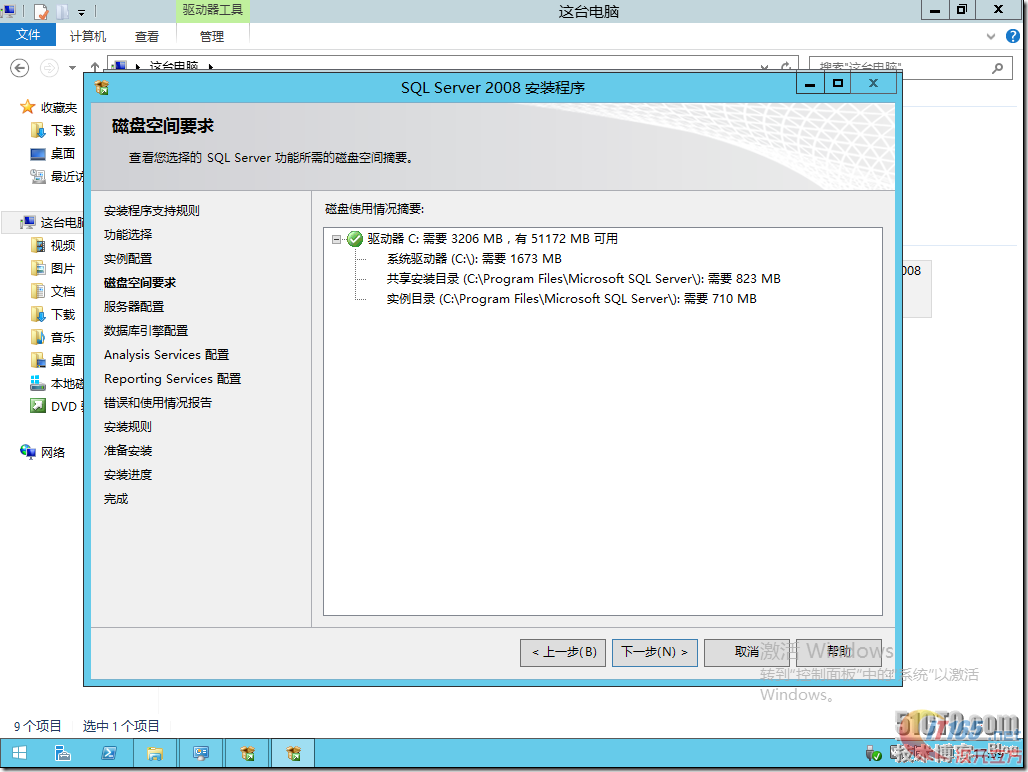 驱动器工具
这台电脑
文件
计算机
查看
管理
这台电脑
搜索"这台电脑"
SQL Server 2008 安装程序
收藏夹
下载
桌面
最近访
这台电脑
视频
图片
文档
下载
音乐
桌面
本地磁
DVD
网络
磁盘空间要求
查看您选择的 SQL Server 功能所需的磁盘空间摘要。
安装程序支持规则
功能选择
实例配置
磁盘空间要求
服务器配置
数据库引擎配置
Analysis Services 配置
Reporting Services 配置
错误和使用情况报告
安装规则
准备安装
安装进度
完成
磁盘使用情况摘要:
驱动器 C: 需要 3206 MB，有 51172 MB 可用
系统驱动器 (C:\): 需要 1673 MB
共享安装目录 (C:\Program Files\Microsoft SQL Server\): 需要 823 MB
实例目录 (C:\Program Files\Microsoft SQL Server\): 需要 710 MB
008
< 上一步(B)
下一步(N) >
取消
帮助
激活 Windows
转到"控制面板"中的"系统"以激活
Windows。
9 个项目
选中 1 个项目
51CTO.com
技术博客 Blog